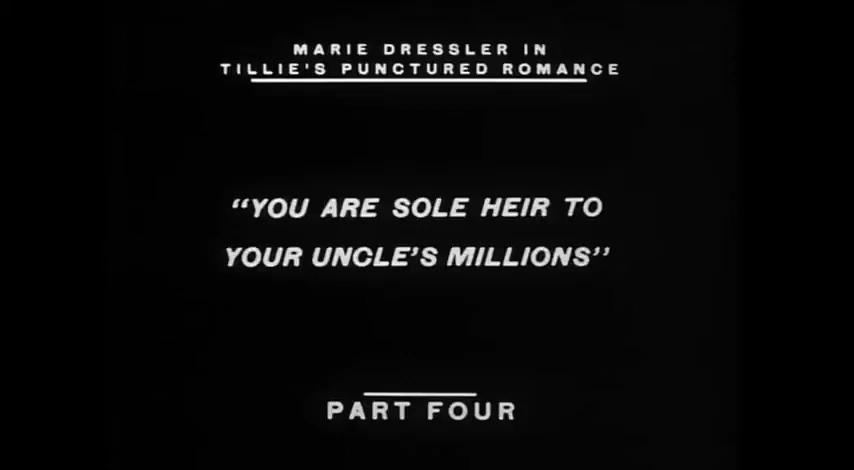 MARIE DRESSLER IN
TILLIE'S PUNCTURED ROMANCE
“YOU ARE SOLE HEIR TO
YOUR UNCLE’S MILLIONS”
PART FOUR